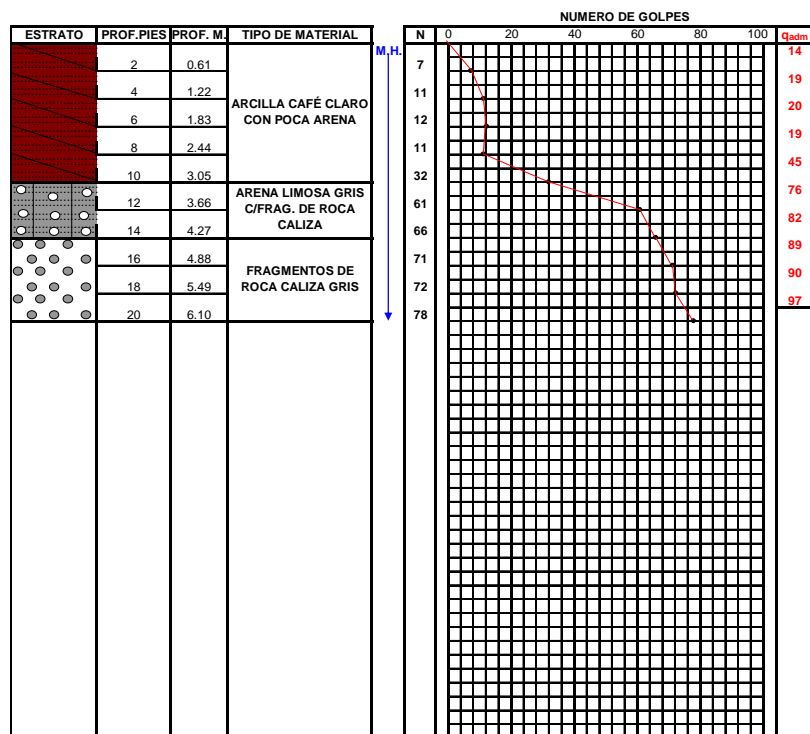 NUMERO DE GOLPES
ESTRATO PROF.PIES PROF. M. TIPO DE MATERIAL N 0 20 40 60 80 100 qadm
M,H. 14
2 0.61 7
19
4 1.22 11
ARCILLA CAFÉ CLARO 20
6 1.83 CON POCA ARENA 12
19
8 2.44 11
45
10 3.05 32
ARENA LIMOSA GRIS 76
12 3.66 C/FRAG. DE ROCA 61
CALIZA 82
14 4.27 66
89
16 4.88 71
FRAGMENTOS DE 90
18 5.49 ROCA CALIZA GRIS 72
97
20 6.10 78